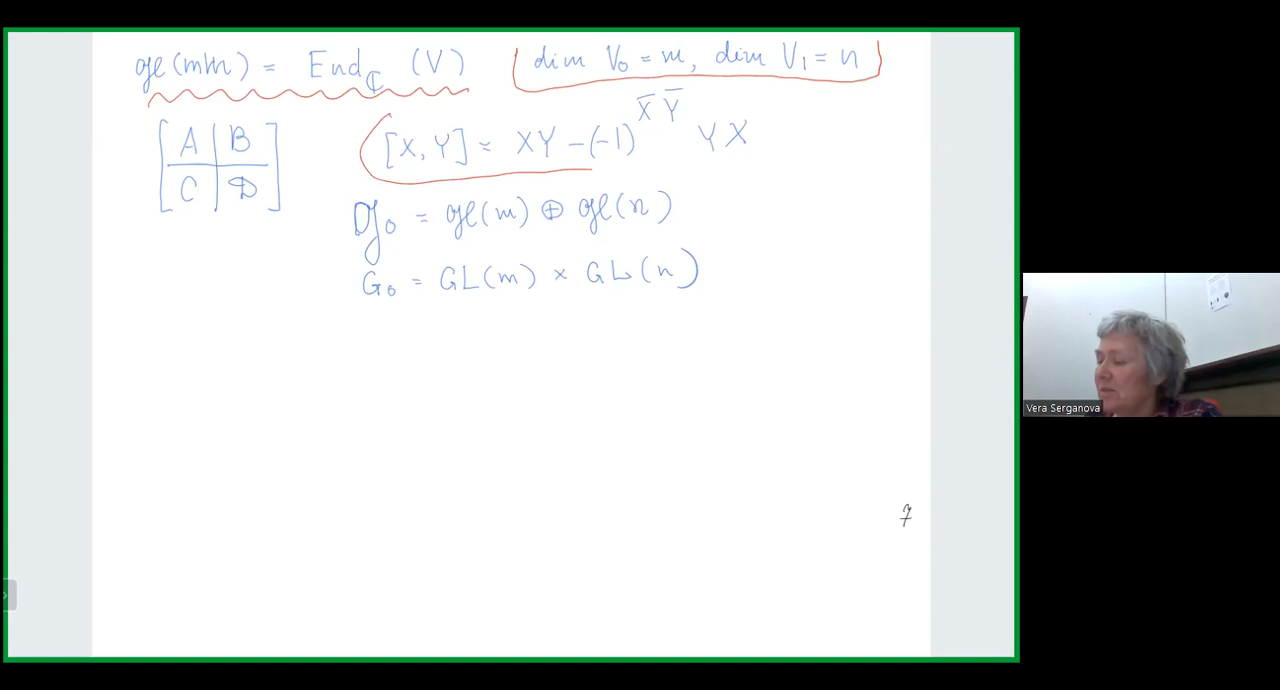 gl(m|n) = End_ℂ (V) dim V₀ = m, dim V₁ = n
[X, Y] = XY − (−1)^{X̄ Ȳ} YX
A B
C D
𝔤₀ = gl(m) ⊕ gl(n)
G₀ = GL(m) × GL(n)
7
Vera Serganova